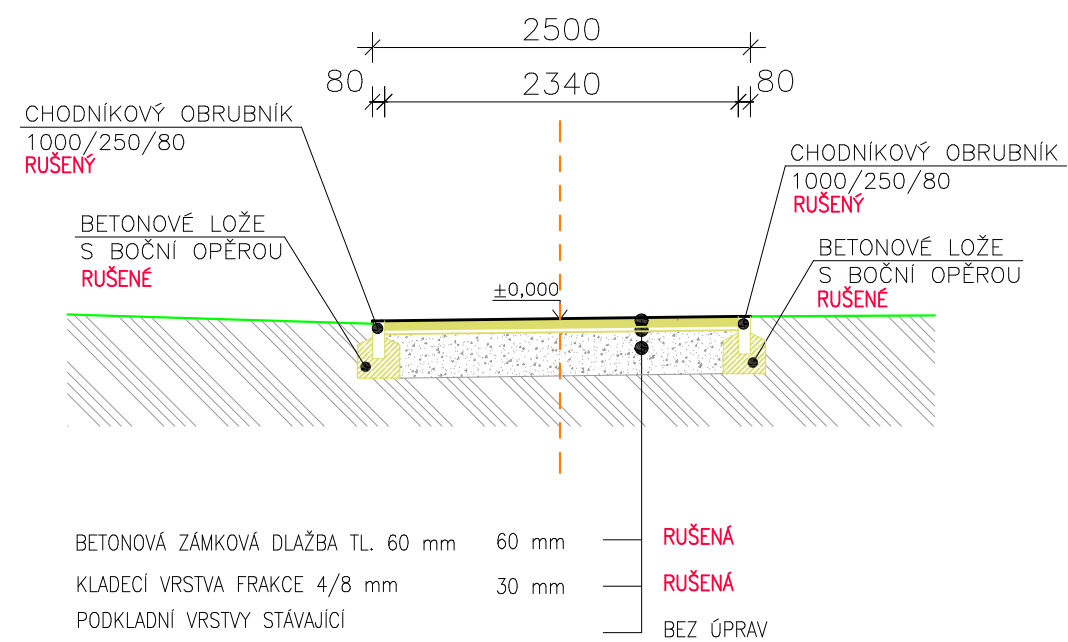 2500
80
2340
80
CHODNÍKOVÝ OBRUBNÍK
1000/250/80
RUŠENÝ
CHODNÍKOVÝ OBRUBNÍK
1000/250/80
RUŠENÝ
BETONOVÉ LOŽE
S BOČNÍ OPĚROU
RUŠENÉ
BETONOVÉ LOŽE
S BOČNÍ OPĚROU
RUŠENÉ
±0,000
BETONOVÁ ZÁMKOVÁ DLAŽBA TL. 60 mm 60 mm RUŠENÁ
KLADECÍ VRSTVA FRAKCE 4/8 mm 30 mm RUŠENÁ
PODKLADNÍ VRSTVY STÁVAJÍCÍ BEZ ÚPRAV